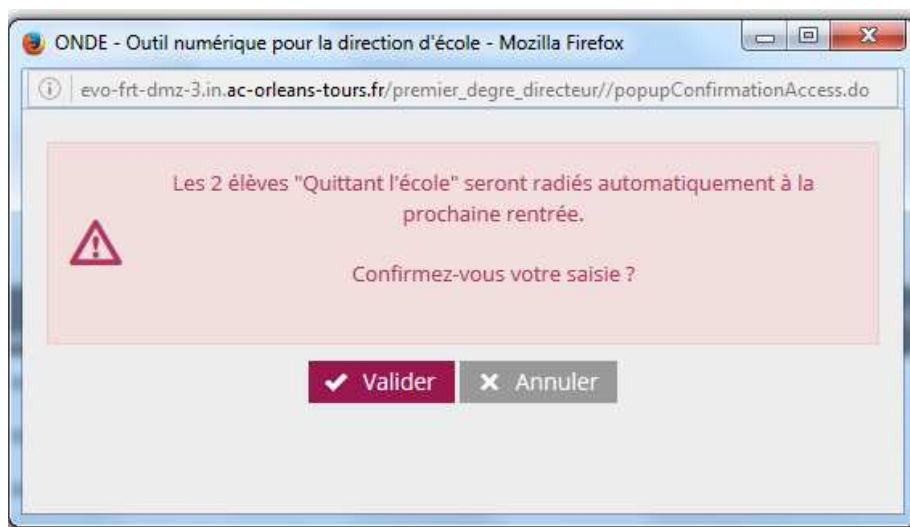 ONDE - Outil numérique pour la direction d'école - Mozilla Firefox
evo-frt-dmz-3.in.ac-orleans-tours.fr/premier_degre_directeur//popupConfirmationAccess.do
Les 2 élèves "Quittant l'école" seront radiés automatiquement à la
prochaine rentrée.
Confirmez-vous votre saisie ?
Valider Annuler